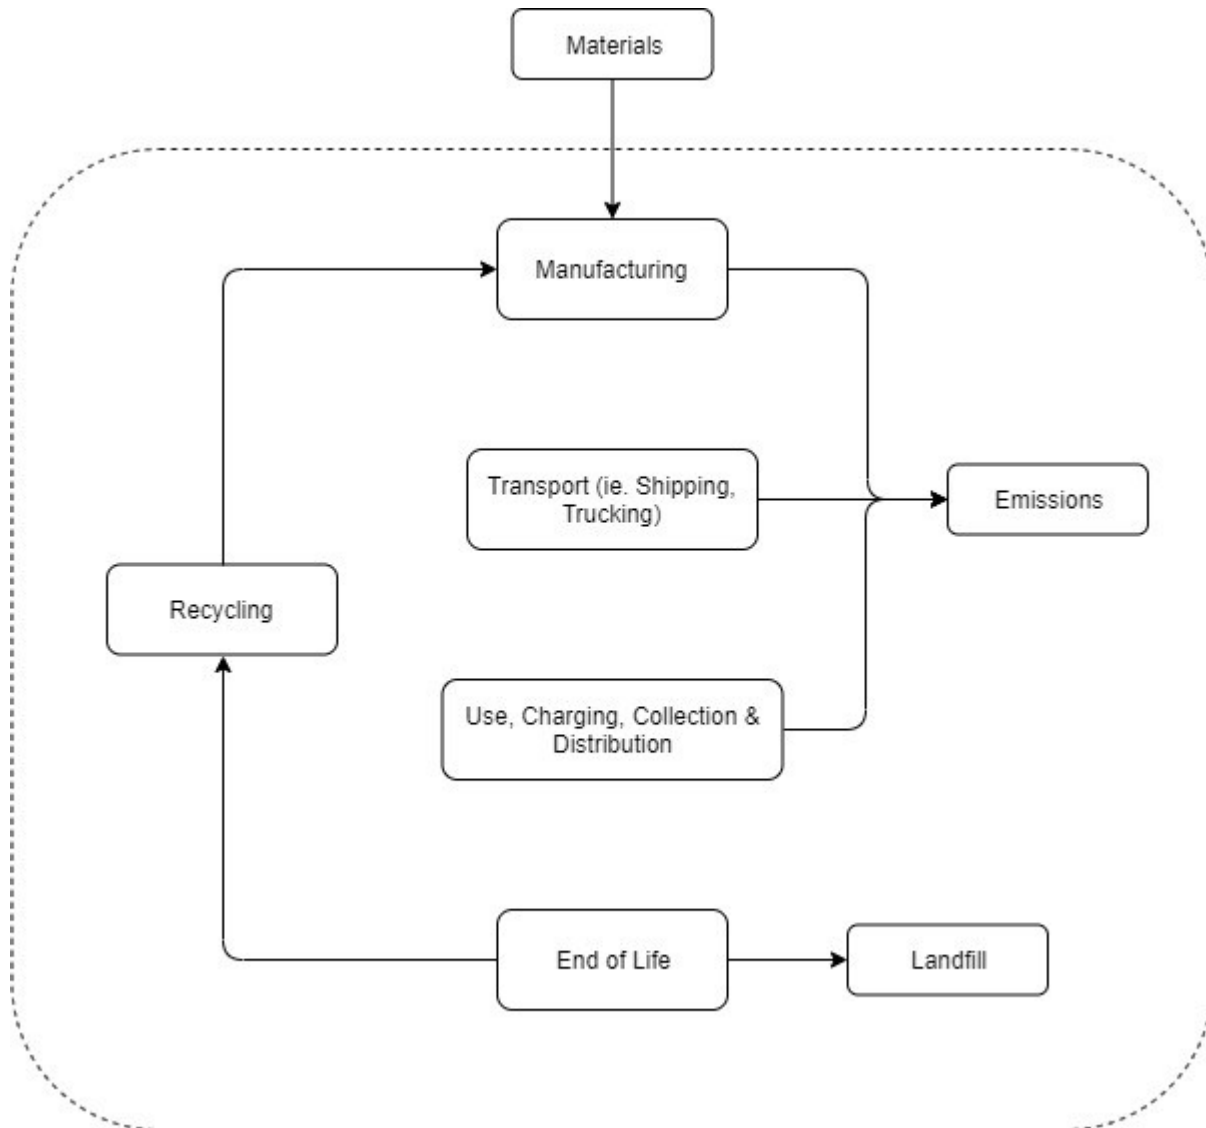 Materials
Manufacturing
Transport (ie. Shipping,
Trucking)
Emissions
Recycling
Use, Charging, Collection &
Distribution
End of Life
Landfill